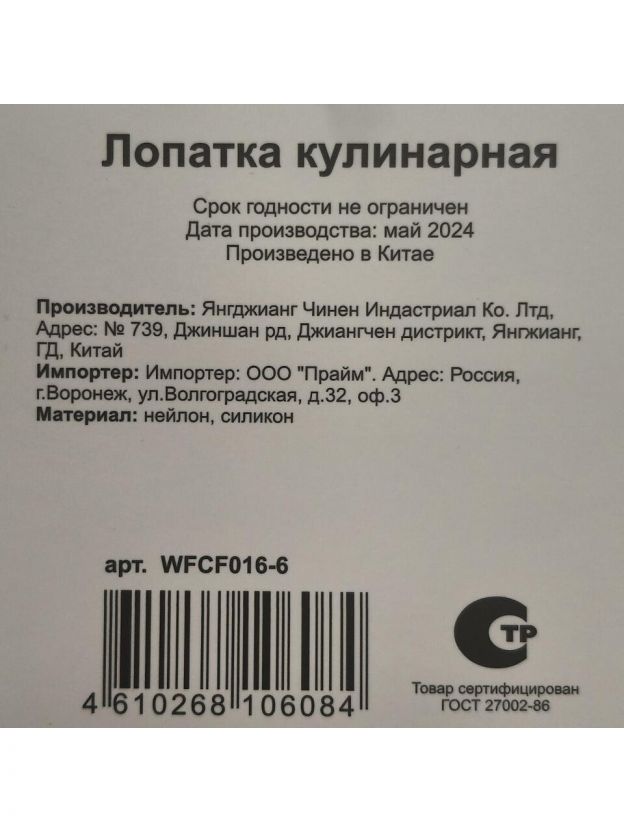 Лопатка кулинарная
Срок годности не ограничен
Дата производства: май 2024
Произведено в Китае
Производитель: Янгджианг Чинен Индастриал Ко. Лтд,
Адрес: № 739, Джиншан рд, Джиангчен дистрикт, Янгжианг,
ГД, Китай
Импортер: Импортер: ООО "Прайм". Адрес: Россия,
г.Воронеж, ул.Волгоградская, д.32, оф.3
Материал: нейлон, силикон
арт. WFCF016-6
4 610268 106084
ТР
Товар сертифицирован
ГОСТ 27002-86